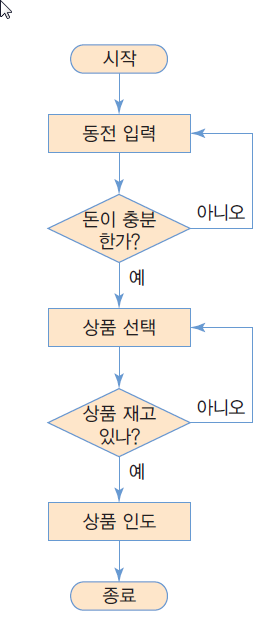 시작
동전 입력
돈이 충분
한가?
아니오
예
상품 선택
상품 재고
있나?
아니오
예
상품 인도
종료